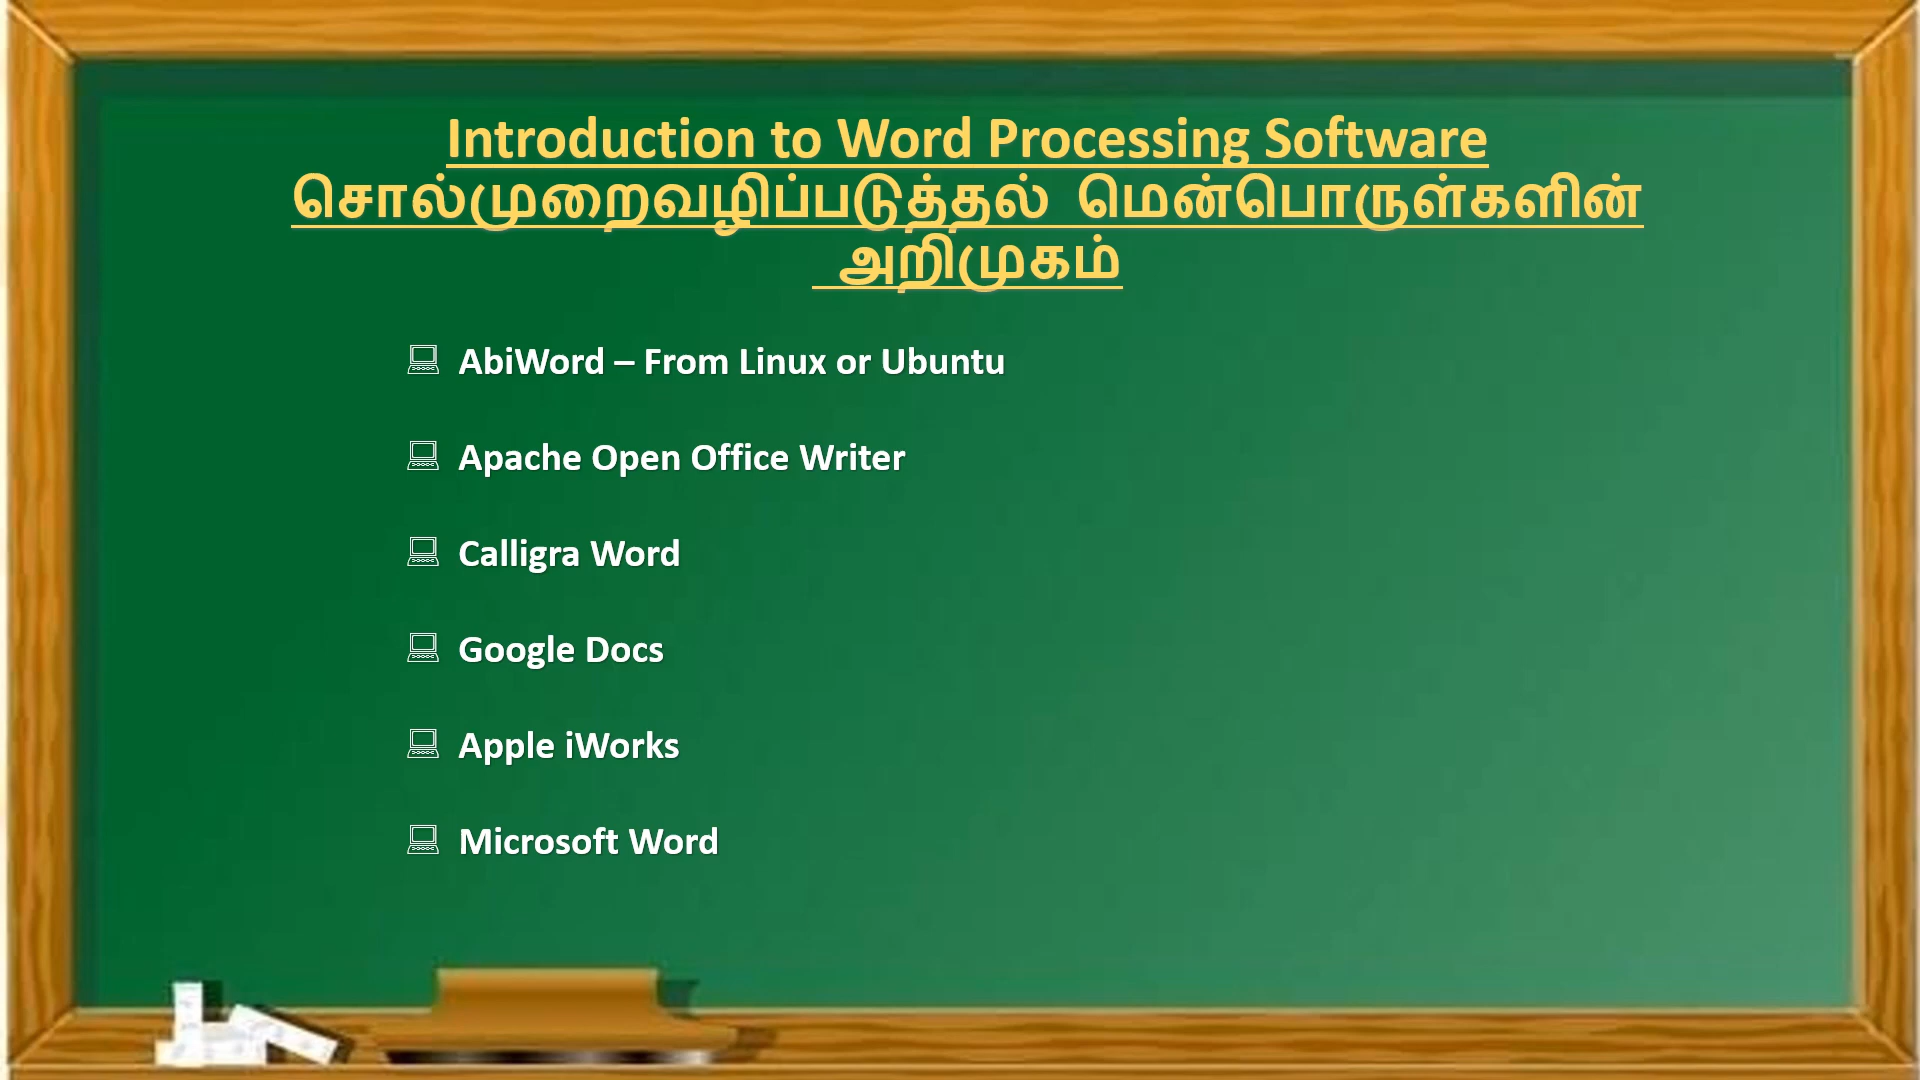 Introduction to Word Processing Software
சொல்முறைவழிப்படுத்தல் மென்பொருள்களின்
அறிமுகம்
AbiWord – From Linux or Ubuntu
Apache Open Office Writer
Calligra Word
Google Docs
Apple iWorks
Microsoft Word